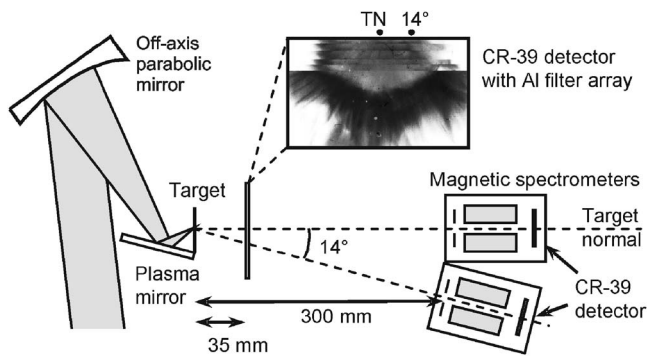 TN 14°
Off-axis
parabolic
mirror
CR-39 detector
with Al filter array
Target
Magnetic spectrometers
Target
normal
14°
Plasma
mirror
CR-39
detector
300 mm
35 mm